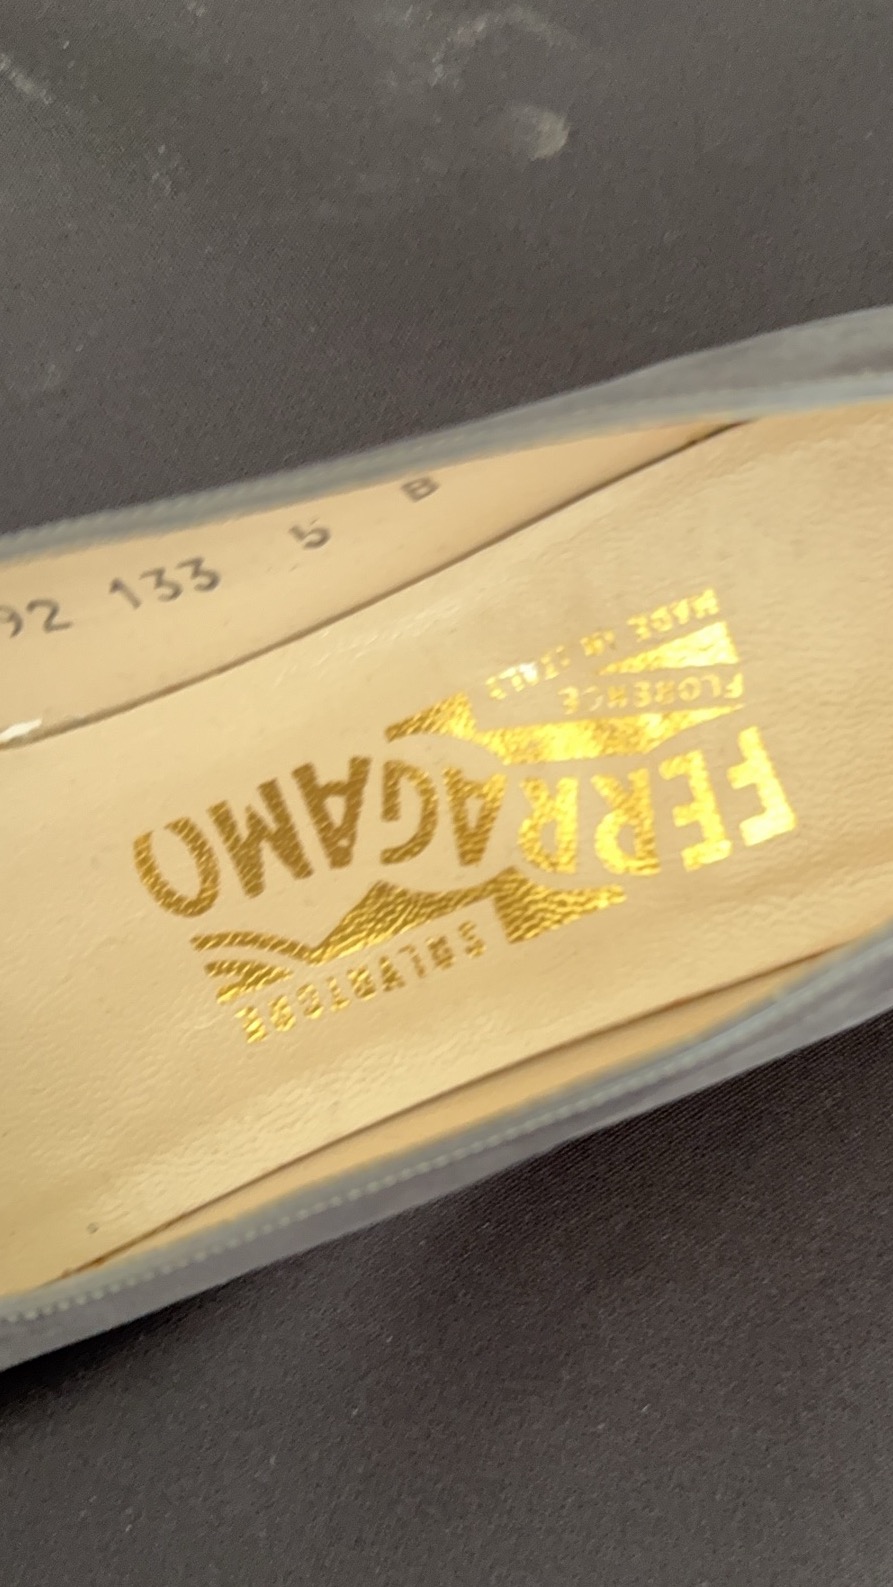 92 133 5 B
SALVATORE
FERRAGAMO
FLORENCE
MADE IN ITALY